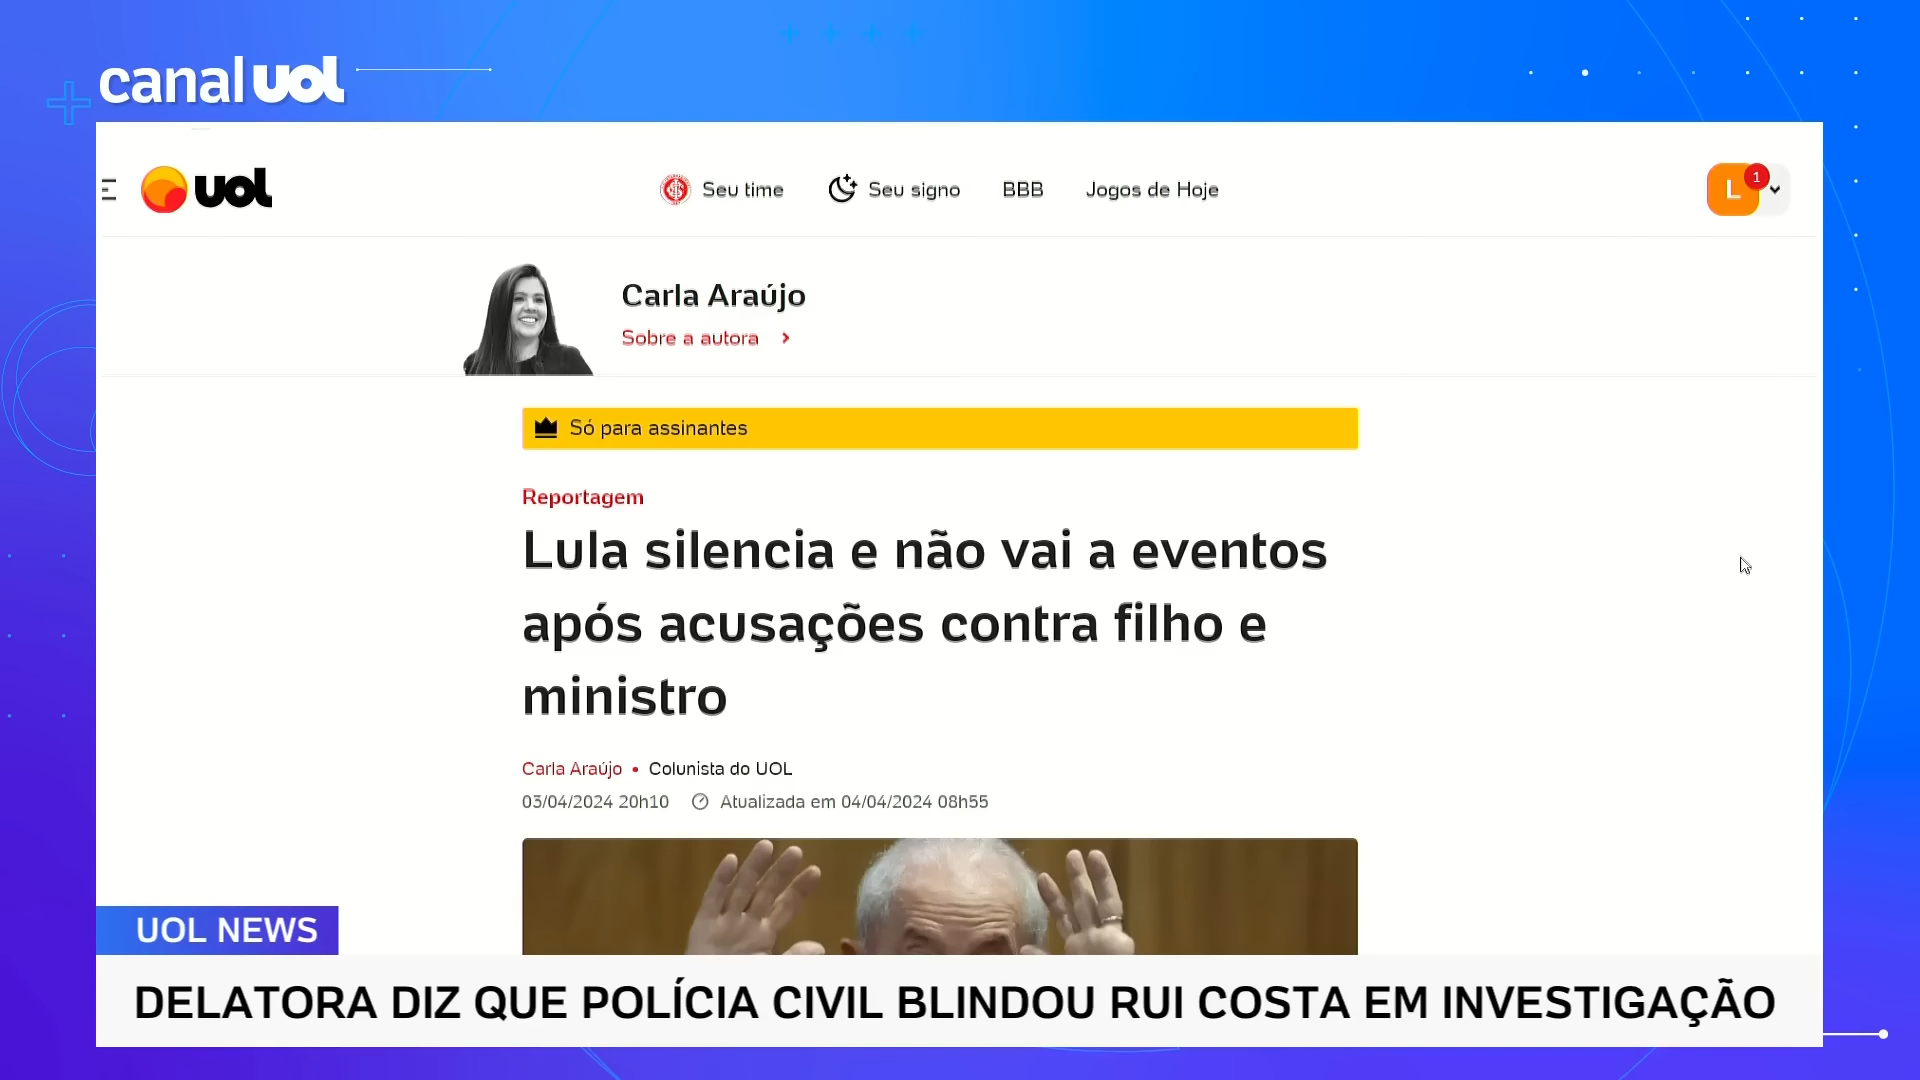 canal uol
uol
Seu time
Seu signo
BBB
Jogos de Hoje
L
1
Carla Araújo
Sobre a autora
Só para assinantes
Reportagem
Lula silencia e não vai a eventos
após acusações contra filho e
ministro
Carla Araújo • Colunista do UOL
03/04/2024 20h10 Atualizada em 04/04/2024 08h55
UOL NEWS
DELATORA DIZ QUE POLÍCIA CIVIL BLINDOU RUI COSTA EM INVESTIGAÇÃO